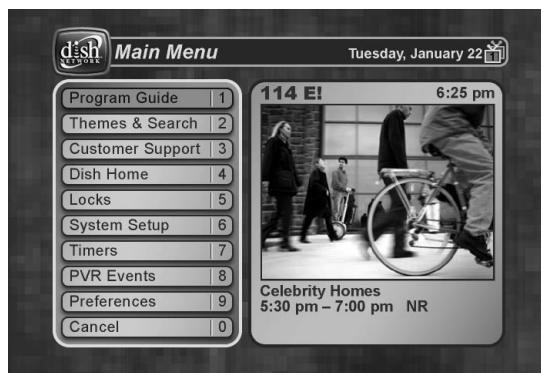 dish
NETWORK
Main Menu
Tuesday, January 22
1
Program Guide 1
Themes & Search 2
Customer Support 3
Dish Home 4
Locks 5
System Setup 6
Timers 7
PVR Events 8
Preferences 9
Cancel 0
114 E! 6:25 pm
Celebrity Homes
5:30 pm – 7:00 pm NR